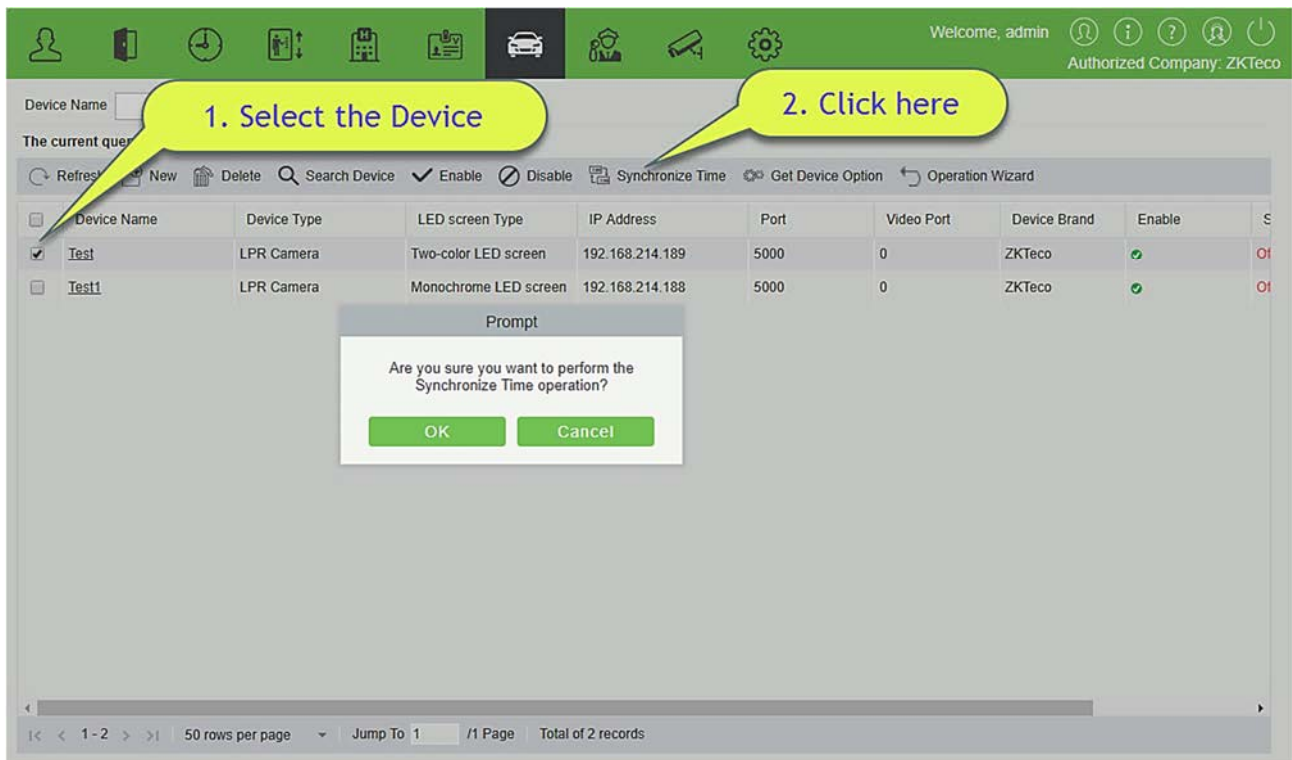 Welcome, admin
Authorized Company: ZKTeco
Device Name
1. Select the Device
2. Click here
The current
Refresh New Delete Search Device Enable Disable Synchronize Time Get Device Option Operation Wizard
Device Name Device Type LED screen Type IP Address Port Video Port Device Brand Enable S
Test LPR Camera Two-color LED screen 192.168.214.189 5000 0 ZKTeco Of
Test1 LPR Camera Monochrome LED screen 192.168.214.188 5000 0 ZKTeco Of
Prompt
Are you sure you want to perform the
Synchronize Time operation?
OK Cancel
1 - 2 50 rows per page Jump To 1 /1 Page Total of 2 records